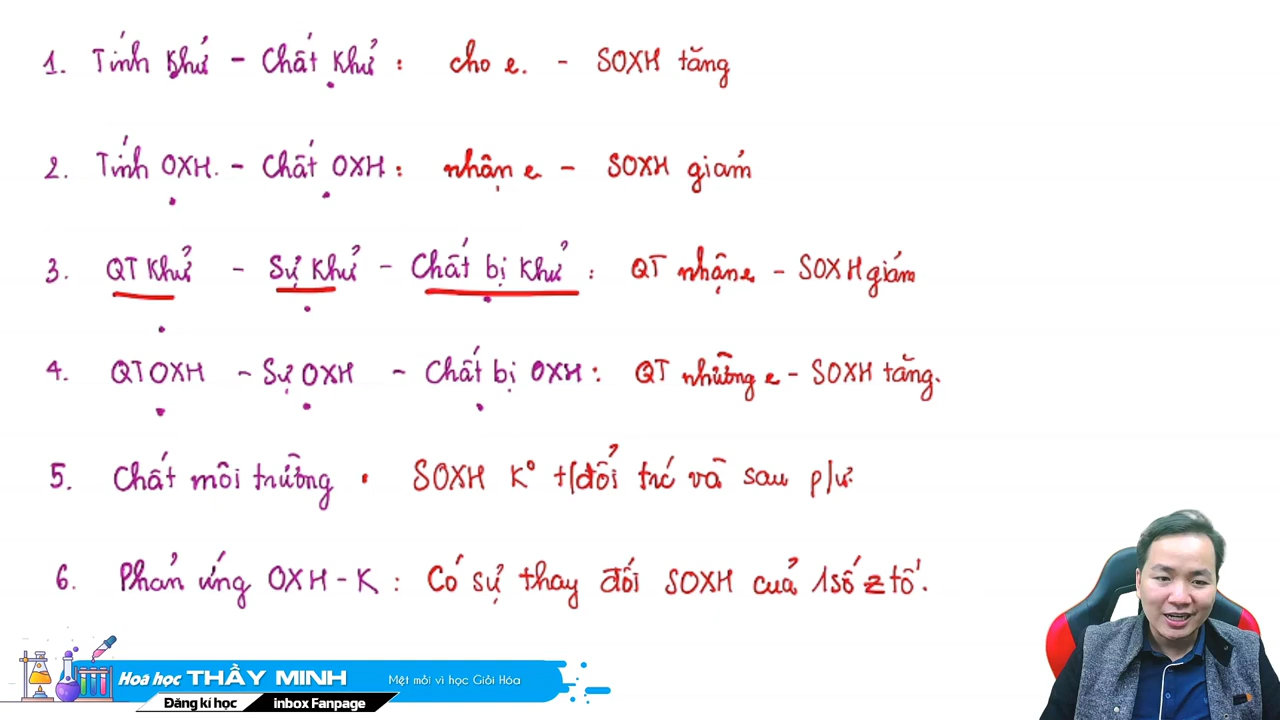 1. Tính khử - Chất khử : cho e. - SOXH tăng
2. Tính OXH. - Chất OXH : nhận e - SOXH giảm
3. QT khử - Sự khử - Chất bị khử : QT nhận e - SOXH giảm
4. QT OXH - Sự OXH - Chất bị OXH : QT nhường e - SOXH tăng.
5. Chất môi trường . SOXH K° t/đổi trc và sau p/ư
6. Phản ứng OXH - K : Có sự thay đổi SOXH của 1 số z tố.
Hoá học THẦY MINH
Mệt mỏi vì học Giỏi Hóa
Đăng kí học inbox Fanpage